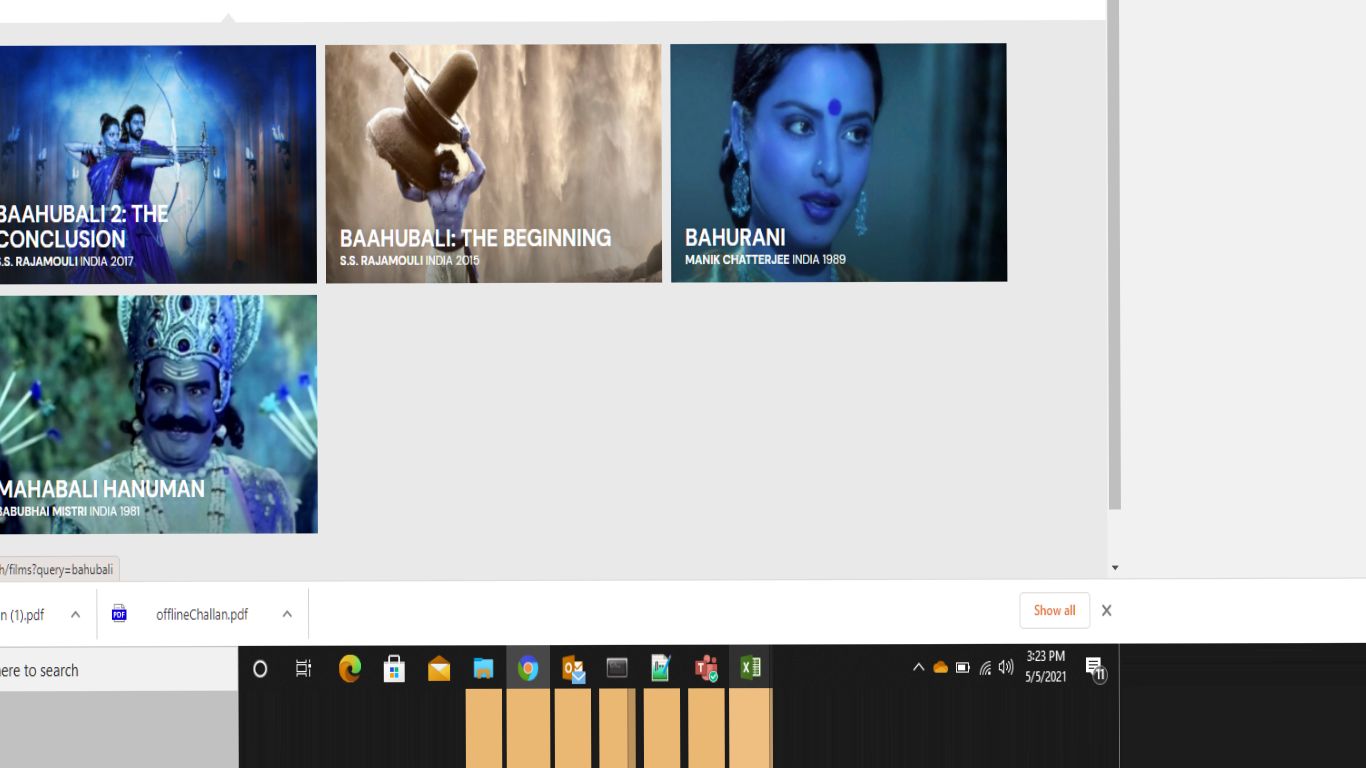 BAAHUBALI 2: THE
CONCLUSION
S.S. RAJAMOULI INDIA 2017
BAAHUBALI: THE BEGINNING
S.S. RAJAMOULI INDIA 2015
BAHURANI
MANIK CHATTERJEE INDIA 1989
MAHABALI HANUMAN
BABUBHAI MISTRI INDIA 1981
h/films?query=bahubali
n (1).pdf
PDF
offlineChallan.pdf
Show all
ere to search
3:23 PM
5/5/2021
11